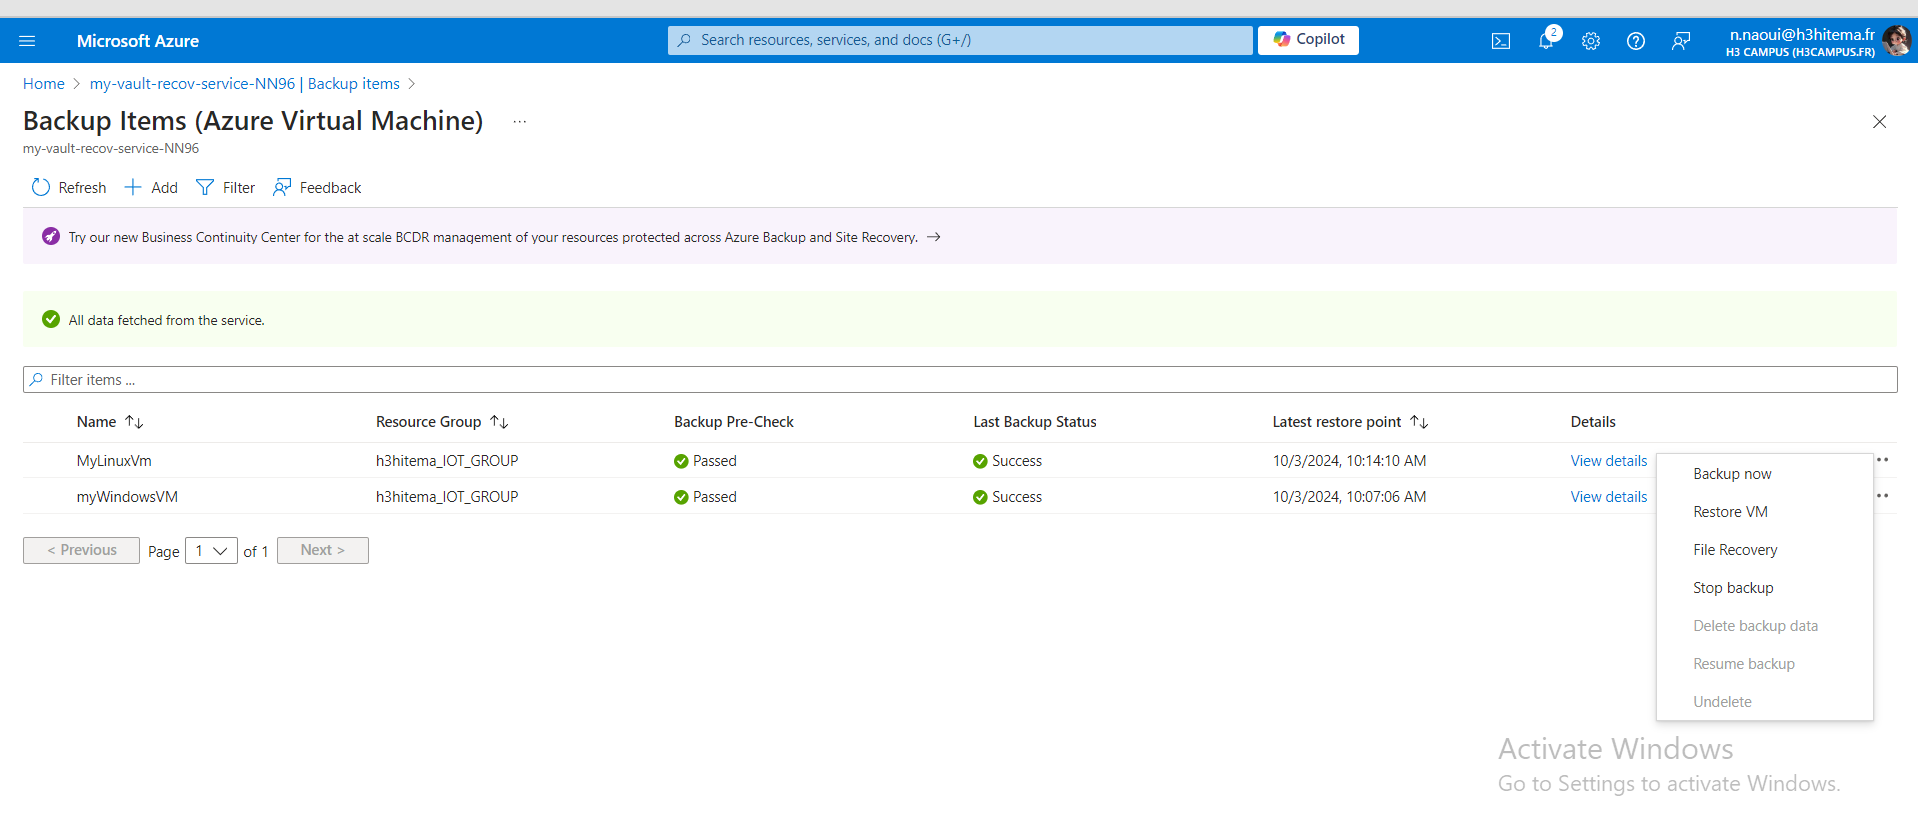 Microsoft Azure
Search resources, services, and docs (G+/)
Copilot
2
n.naoui@h3hitema.fr
H3 CAMPUS (H3CAMPUS.FR)
Home > my-vault-recov-service-NN96 | Backup items >
Backup Items (Azure Virtual Machine) ...
my-vault-recov-service-NN96
Refresh + Add Filter Feedback
Try our new Business Continuity Center for the at scale BCDR management of your resources protected across Azure Backup and Site Recovery. →
All data fetched from the service.
Filter items ...
Name ↑↓ Resource Group ↑↓ Backup Pre-Check Last Backup Status Latest restore point ↑↓ Details
MyLinuxVm h3hitema_IOT_GROUP Passed Success 10/3/2024, 10:14:10 AM View details
myWindowsVM h3hitema_IOT_GROUP Passed Success 10/3/2024, 10:07:06 AM View details
< Previous Page 1 of 1 Next >
Backup now
Restore VM
File Recovery
Stop backup
Delete backup data
Resume backup
Undelete
Activate Windows
Go to Settings to activate Windows.